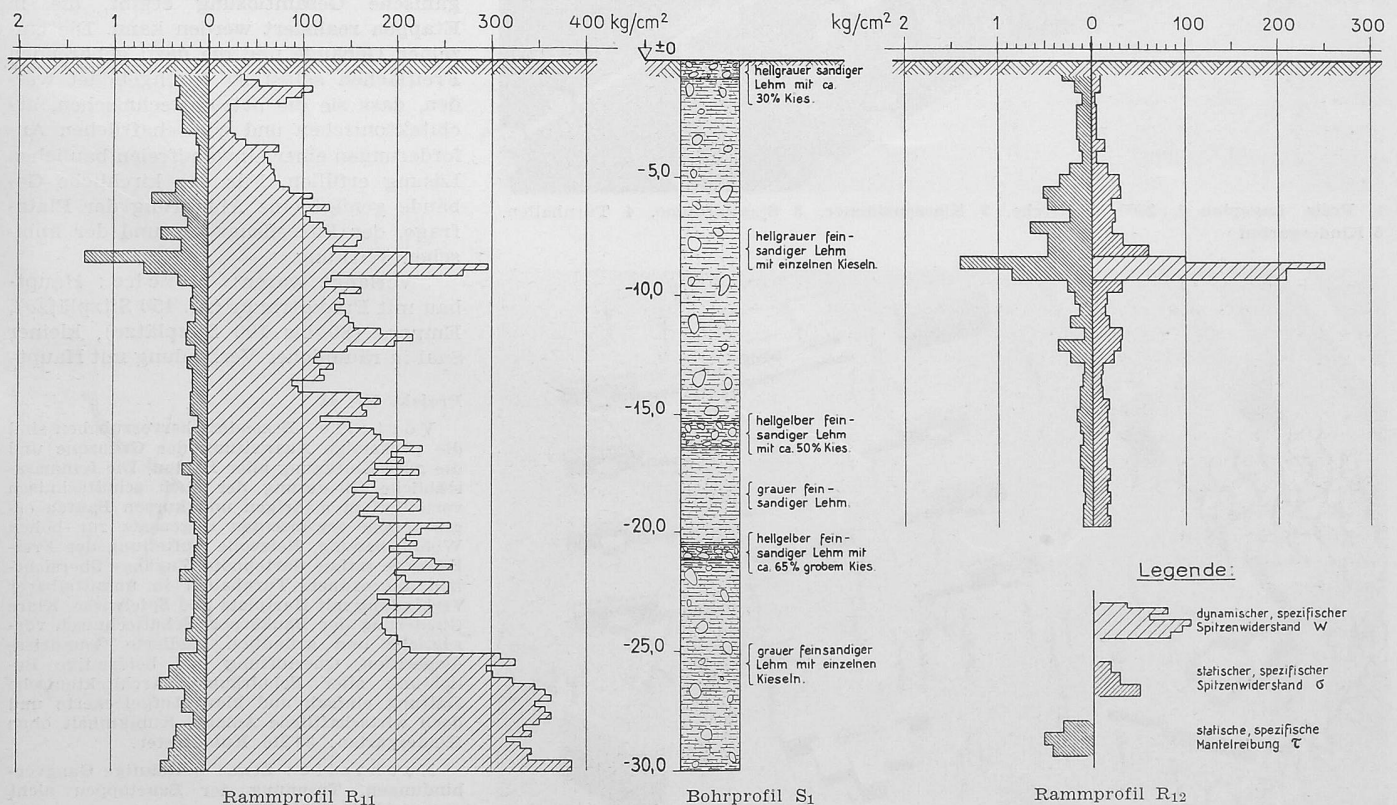 2 1 0 100 200 300 400 kg/cm²
±0
kg/cm² 2 1 0 100 200 300
hellgrauer sandiger
Lehm mit ca.
30% Kies.
-5,0
hellgrauer fein-
sandiger Lehm
mit einzelnen Kieseln.
-10,0
-15,0
hellgelber fein-
sandiger Lehm
mit ca. 50% Kies.
grauer fein-
sandiger Lehm.
-20,0
hellgelber fein-
sandiger Lehm mit
ca. 65% grobem Kies.
-25,0
grauer feinsandiger
Lehm mit einzelnen
Kieseln.
-30,0
Legende:
dynamischer, spezifischer
Spitzenwiderstand W
statischer, spezifischer
Spitzenwiderstand σ
statische, spezifische
Mantelreibung τ
Rammprofil R₁₁
Bohrprofil S₁
Rammprofil R₁₂